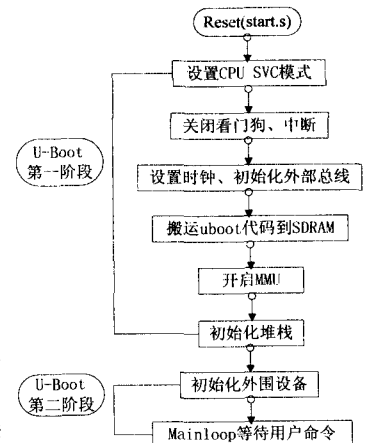 Reset(start.s)
设置CPU SVC模式
关闭看门狗、中断
U-Boot
第一阶段
设置时钟、初始化外部总线
搬运uboot代码到SDRAM
开启MMU
初始化堆栈
U-Boot
第二阶段
初始化外围设备
Mainloop等待用户命令